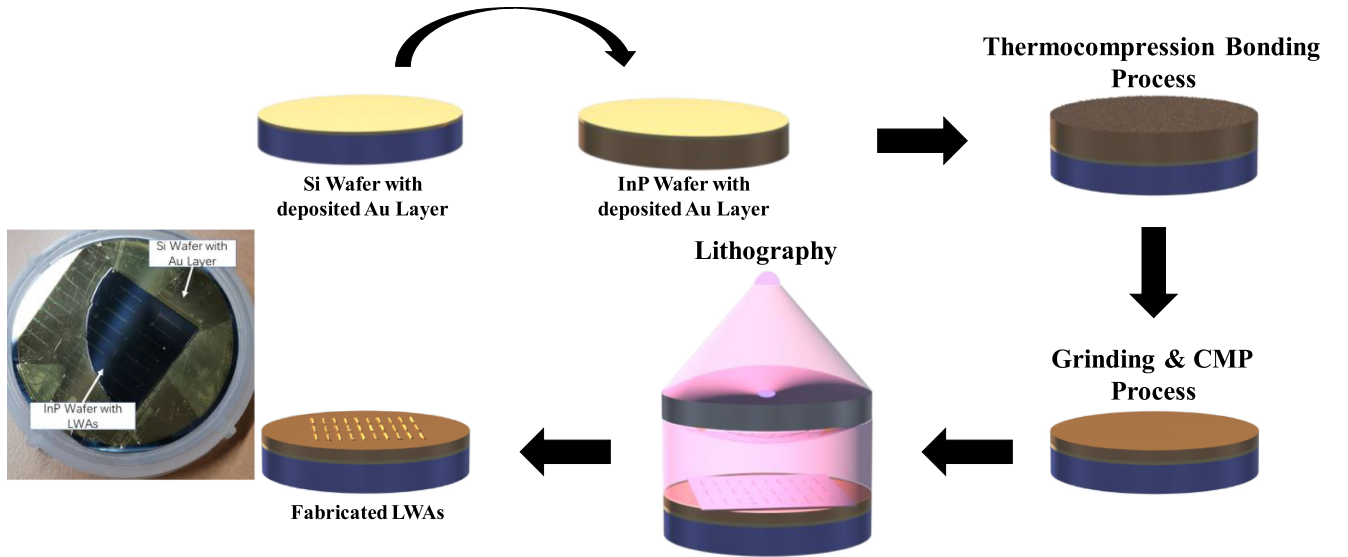 Thermocompression Bonding
Process
Si Wafer with
deposited Au Layer
InP Wafer with
deposited Au Layer
Si Wafer with
Au Layer
InP Wafer with
LWAs
Lithography
Grinding & CMP
Process
Fabricated LWAs